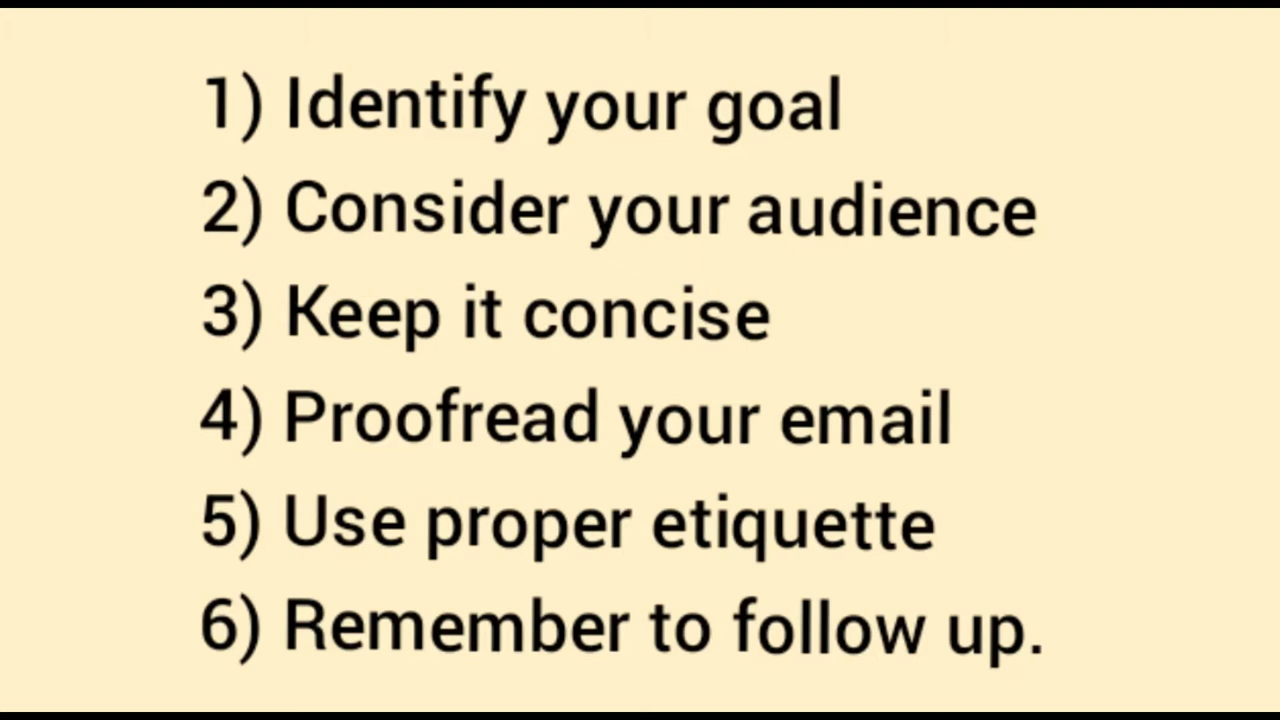 1) Identify your goal
2) Consider your audience
3) Keep it concise
4) Proofread your email
5) Use proper etiquette
6) Remember to follow up.